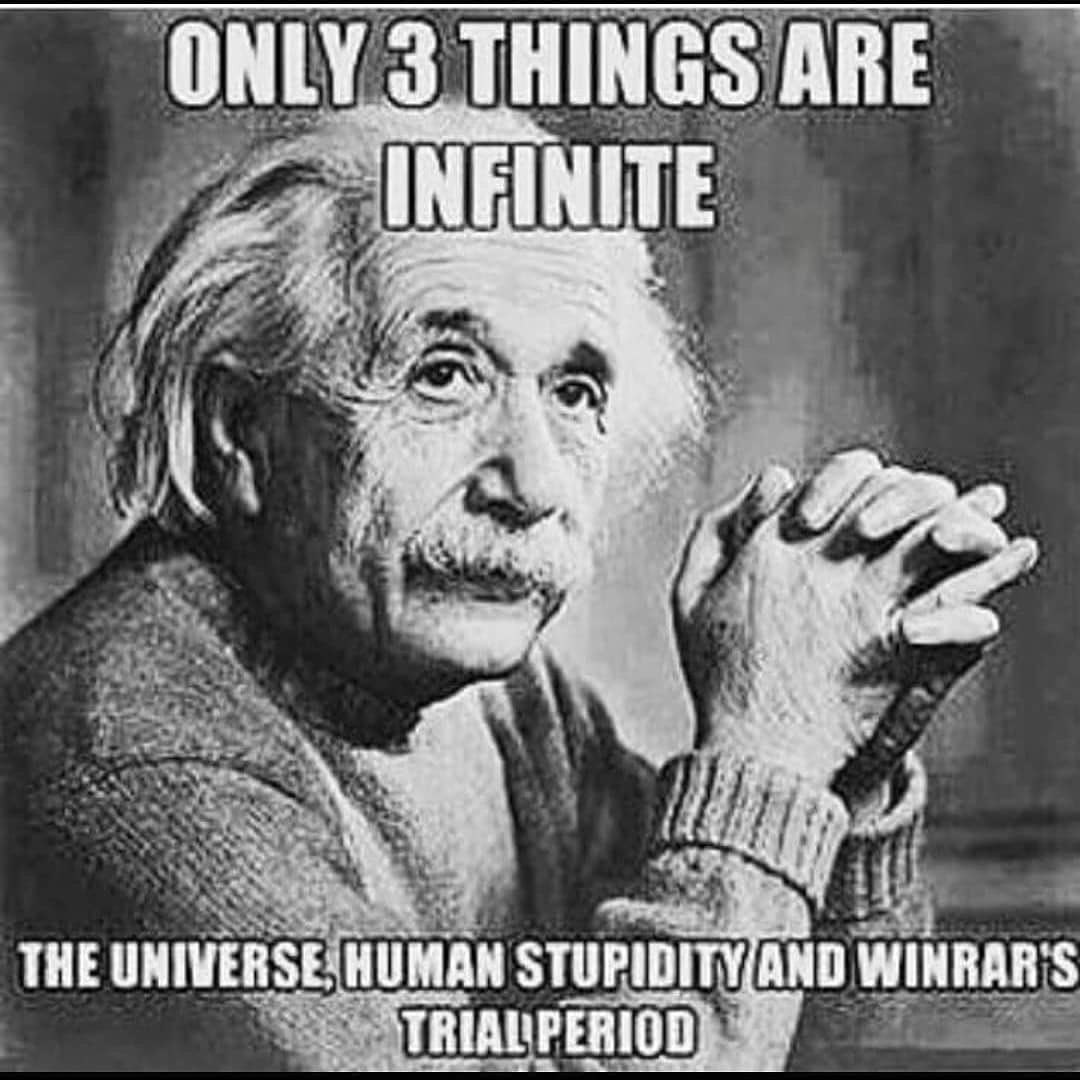 ONLY 3 THINGS ARE
INFINITE
THE UNIVERSE, HUMAN STUPIDITY AND WINRAR'S
TRIAL PERIOD